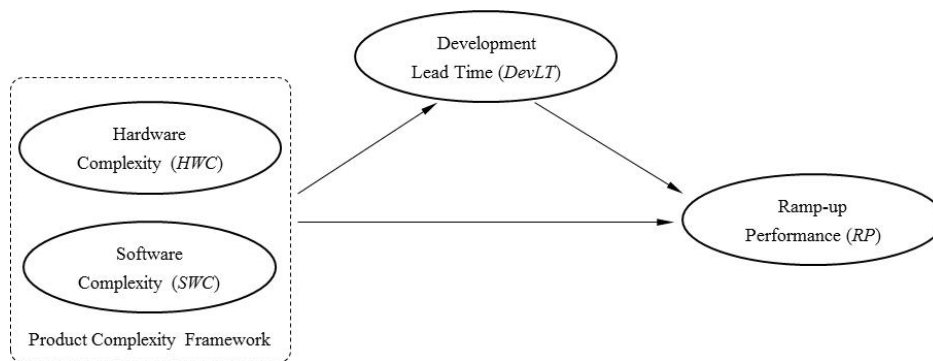 Development
Lead Time (DevLT)
Hardware
Complexity (HWC)
Ramp-up
Performance (RP)
Software
Complexity (SWC)
Product Complexity Framework